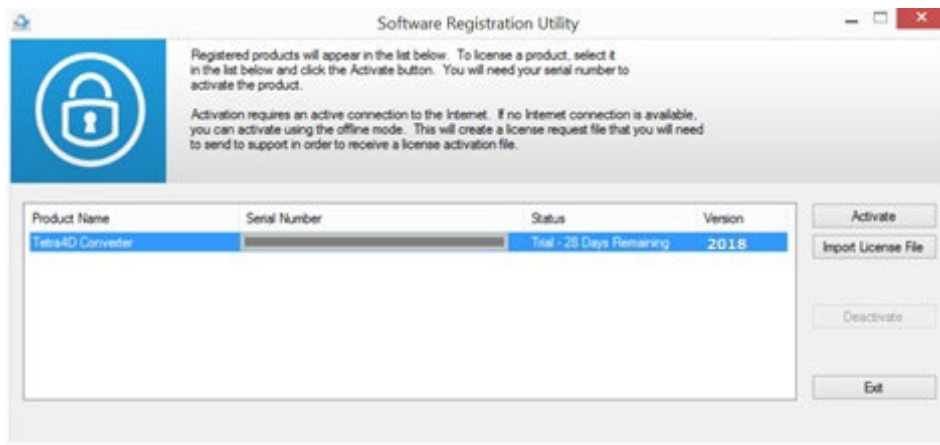 Software Registration Utility
Registered products will appear in the list below. To license a product, select it
in the list below and click the Activate button. You will need your serial number to
activate the product.
Activation requires an active connection to the Internet. If no Internet connection is available,
you can activate using the offline mode. This will create a license request file that you will need
to send to support in order to receive a license activation file.
Product Name Serial Number Status Version
Tetra4D Converter Trial - 28 Days Remaining 2018
Activate
Import License File
Deactivate
Exit